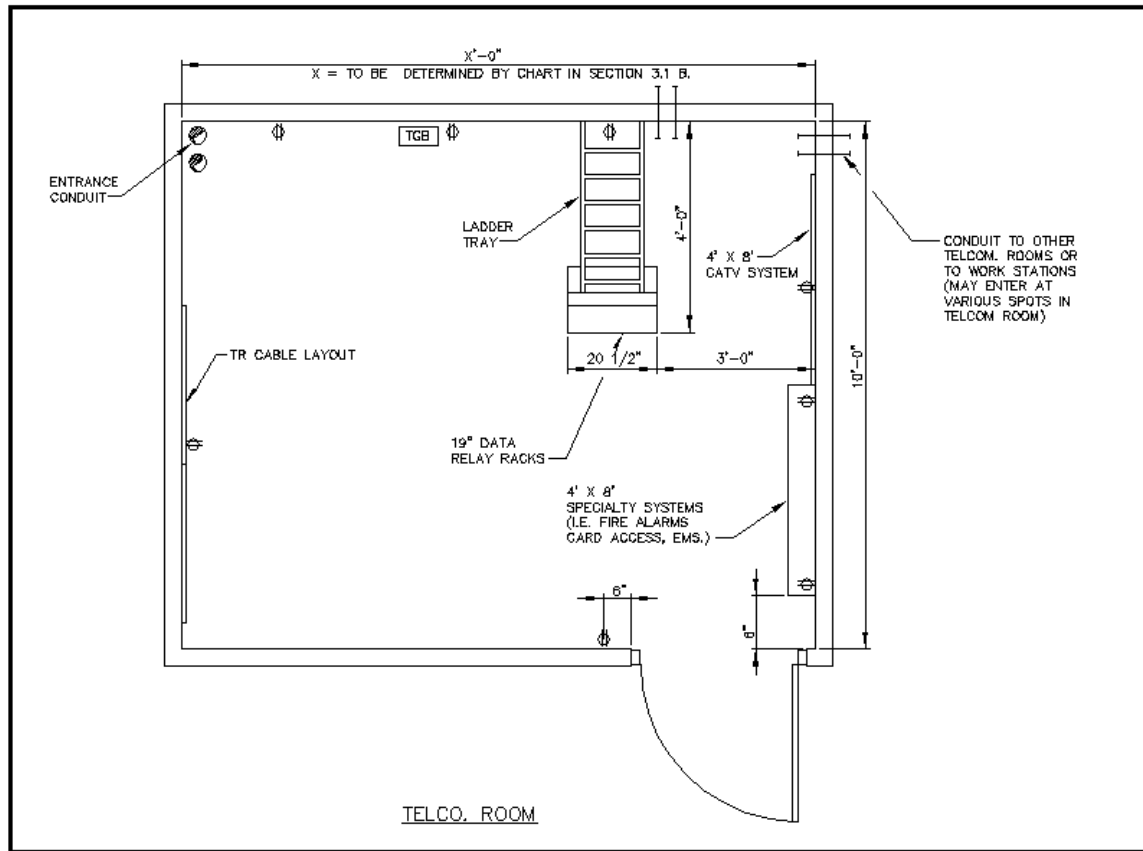 X'-0"
X = TO BE DETERMINED BY CHART IN SECTION 3.1 B.
TGB
ENTRANCE
CONDUIT
LADDER
TRAY
4'-0"
4' X 8'
CATV SYSTEM
CONDUIT TO OTHER
TELCOM. ROOMS OR
TO WORK STATIONS
(MAY ENTER AT
VARIOUS SPOTS IN
TELCOM ROOM)
TR CABLE LAYOUT
20 1/2"
3'-0"
10'-0"
19" DATA
RELAY RACKS
4' X 8'
SPECIALTY SYSTEMS
(I.E. FIRE ALARMS
CARD ACCESS, EMS.)
6"
6"
TELCO. ROOM